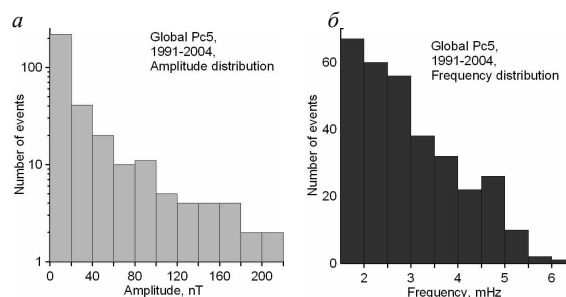 а
Global Pc5,
1991-2004,
Amplitude distribution
Number of events
100
10
1
0 40 80 120 160 200
Amplitude, nT
б
Global Pc5,
1991-2004,
Frequency distribution
Number of events
60
40
20
0
2 3 4 5 6
Frequency, mHz